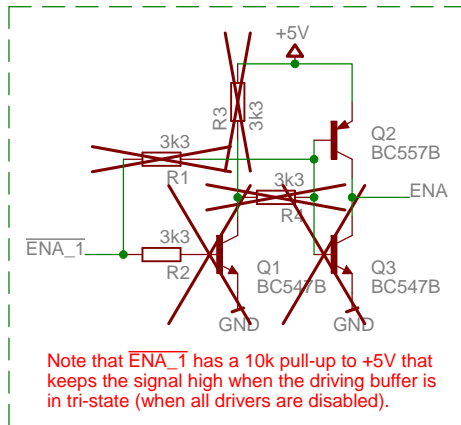 +5V
R3
3k3
Q2
BC557B
3k3
R1
3k3
R4
ENA
ENA_1
3k3
R2
Q1
BC547B
Q3
BC547B
GND
GND
Note that ENA_1 has a 10k pull-up to +5V that
keeps the signal high when the driving buffer is
in tri-state (when all drivers are disabled).